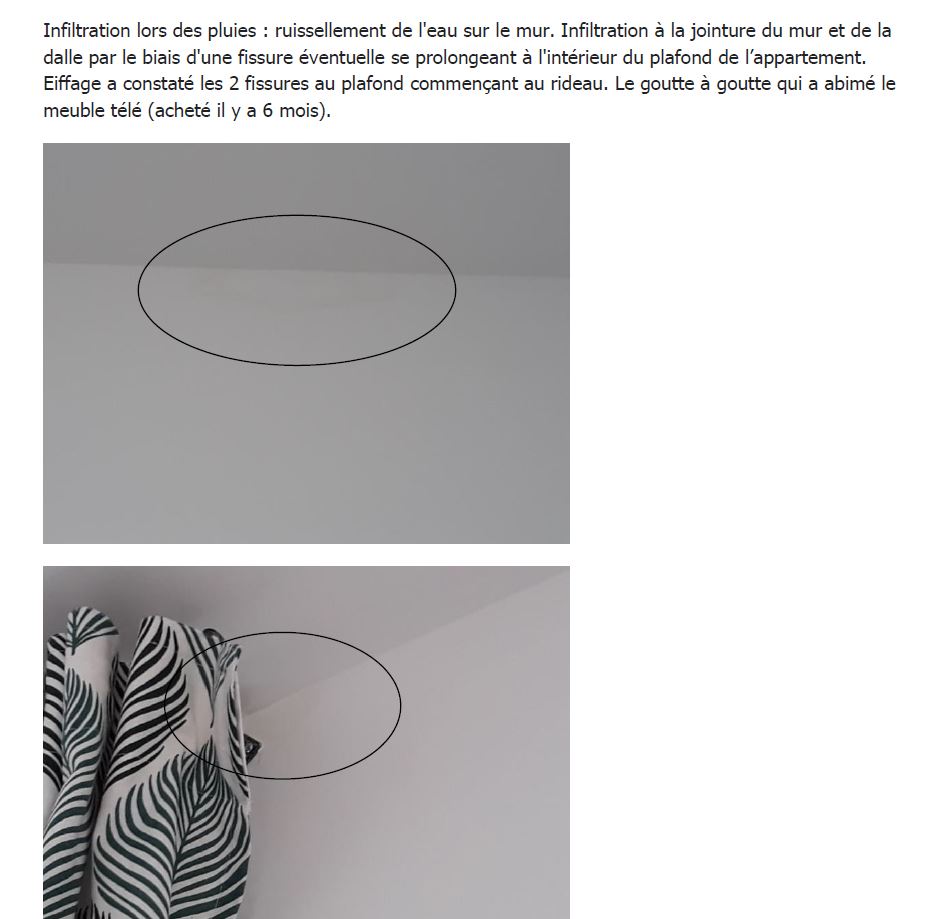 Infiltration lors des pluies : ruissellement de l'eau sur le mur. Infiltration à la jointure du mur et de la
dalle par le biais d'une fissure éventuelle se prolongeant à l'intérieur du plafond de l’appartement.
Eiffage a constaté les 2 fissures au plafond commençant au rideau. Le goutte à goutte qui a abimé le
meuble télé (acheté il y a 6 mois).